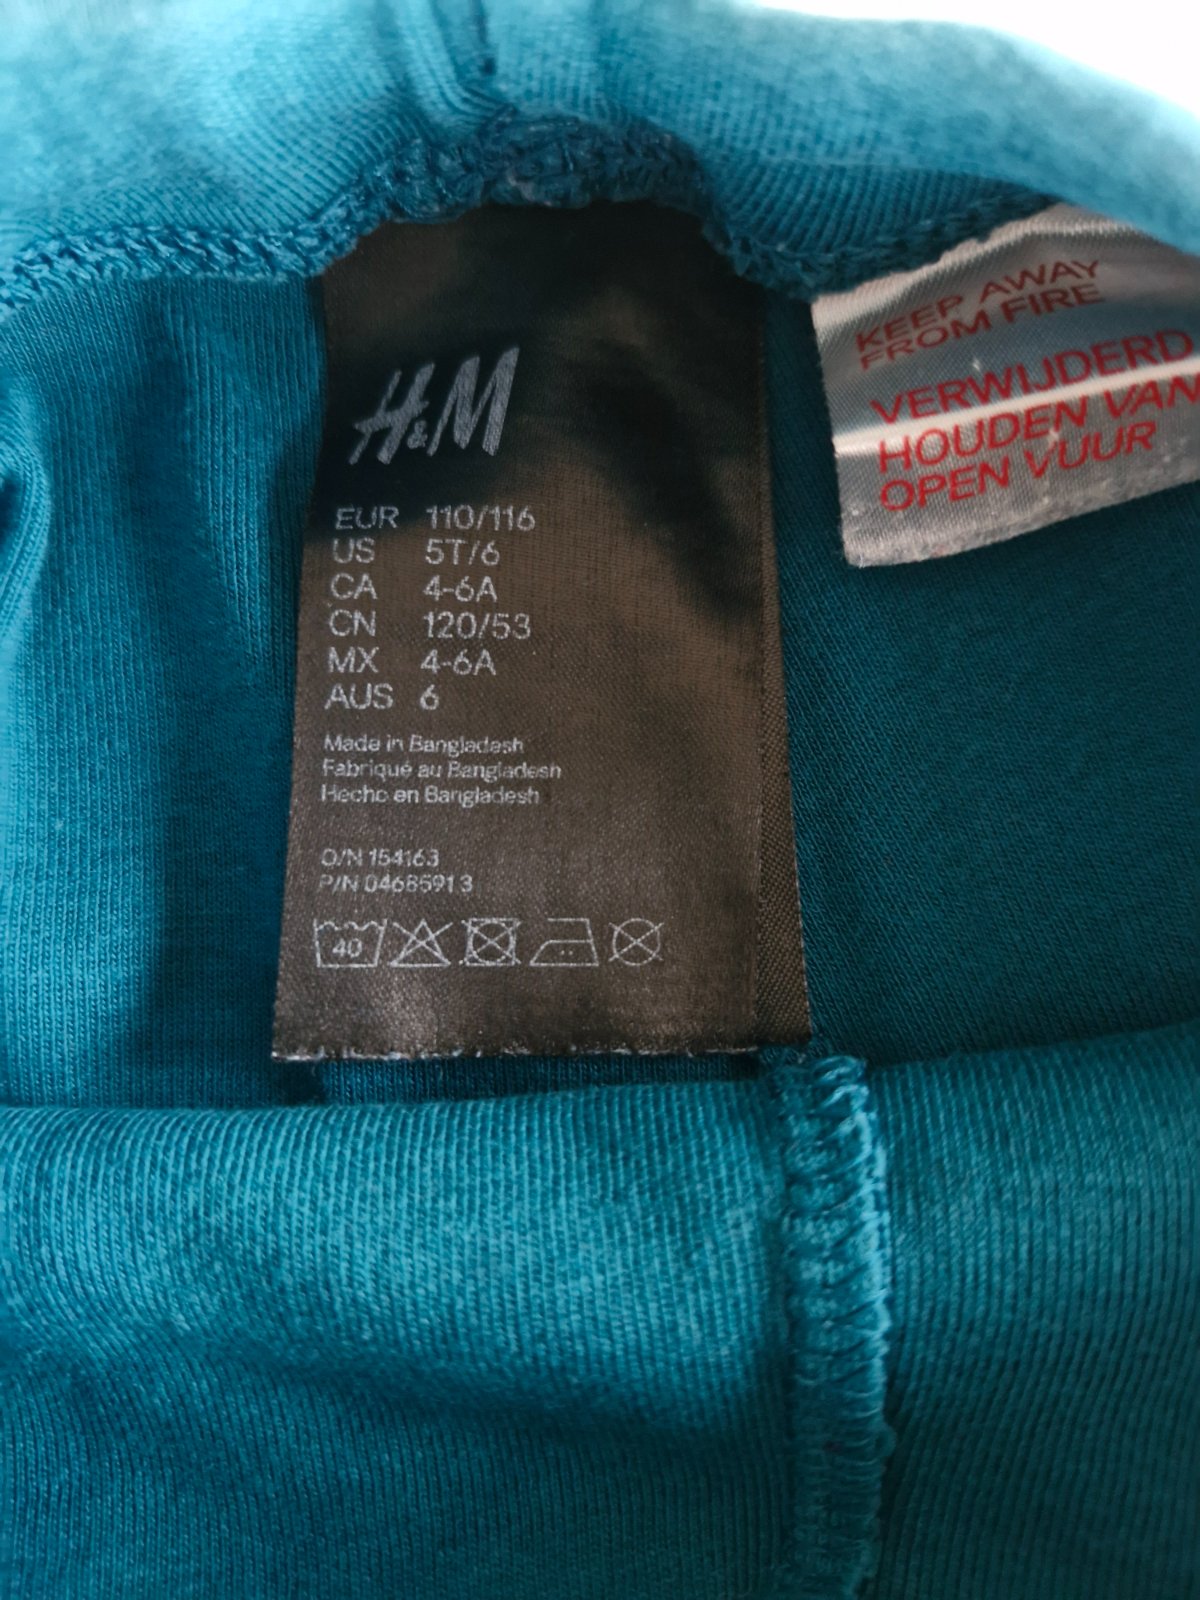 H&M
EUR 110/116
US 5T/6
CA 4-6A
CN 120/53
MX 4-6A
AUS 6
Made in Bangladesh
Fabriqué au Bangladesh
Hecho en Bangladesh
O/N 154163
P/N 04685913
40
KEEP AWAY
FROM FIRE
VERWIJDERD
HOUDEN VAN
OPEN VUUR